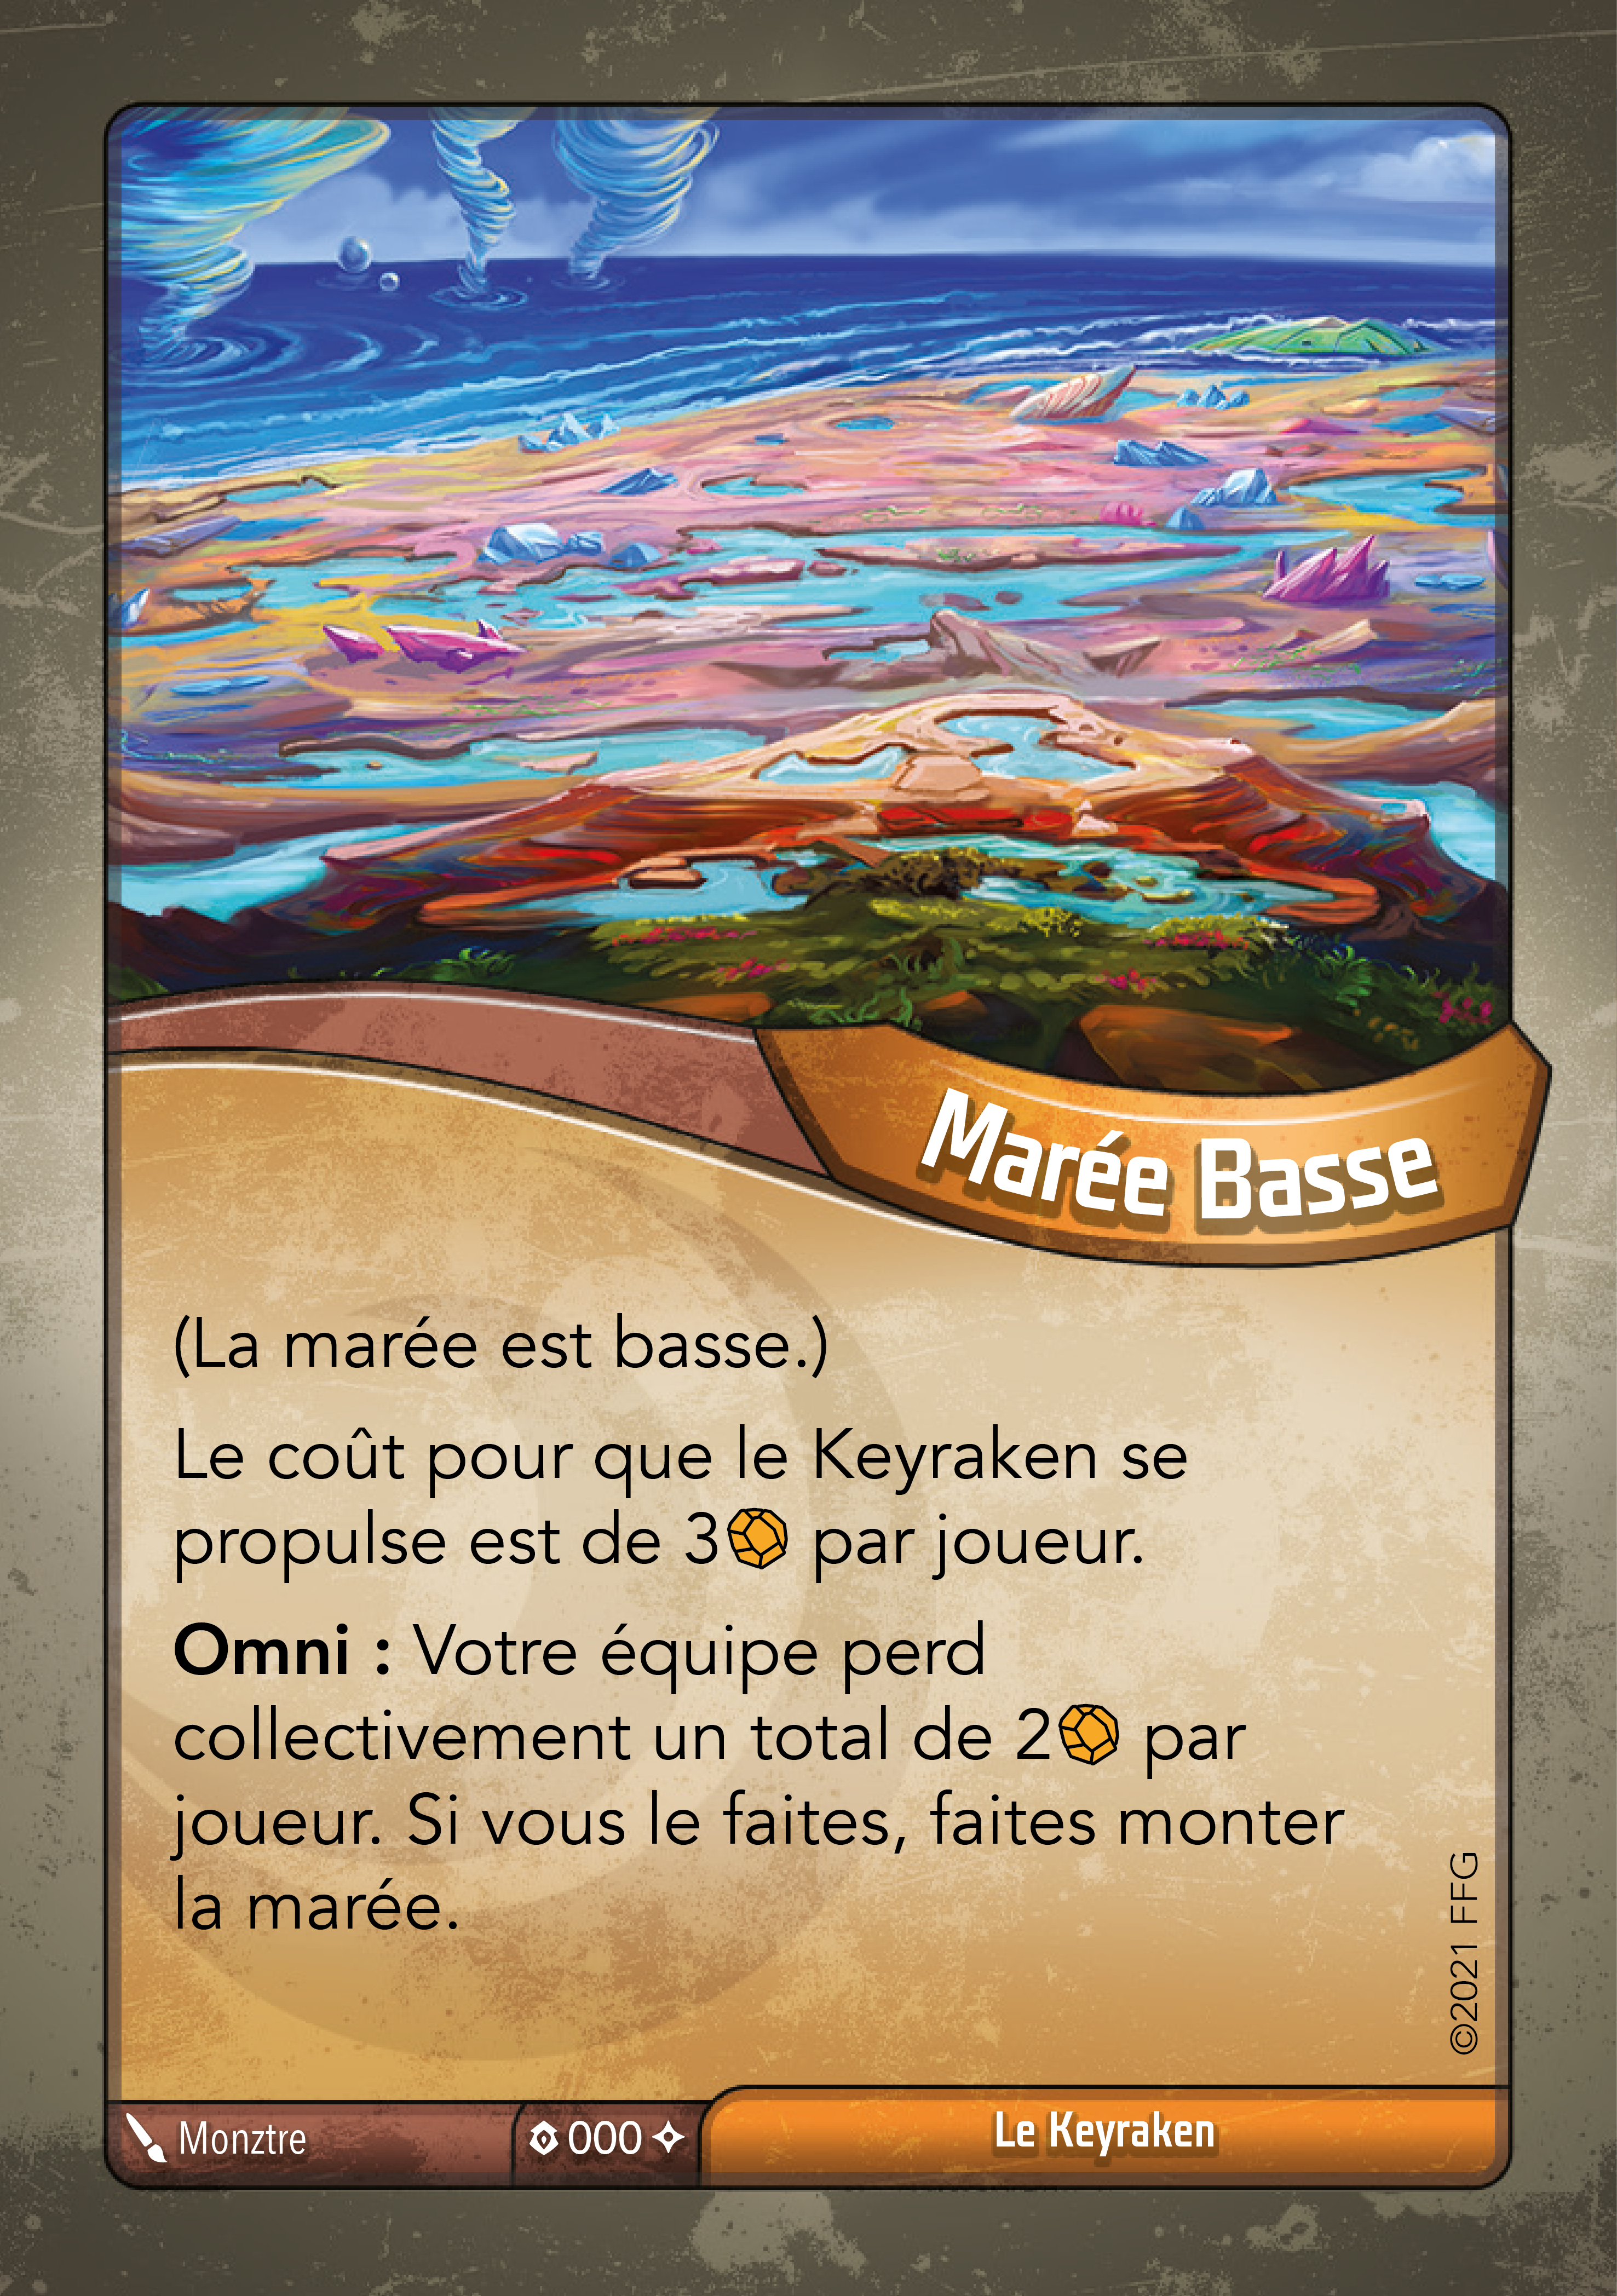 Marée Basse
(La marée est basse.)
Le coût pour que le Keyraken se
propulse est de 3 par joueur.
Omni : Votre équipe perd
collectivement un total de 2 par
joueur. Si vous le faites, faites monter
la marée.
©2021 FFG
Monztre
000
Le Keyraken